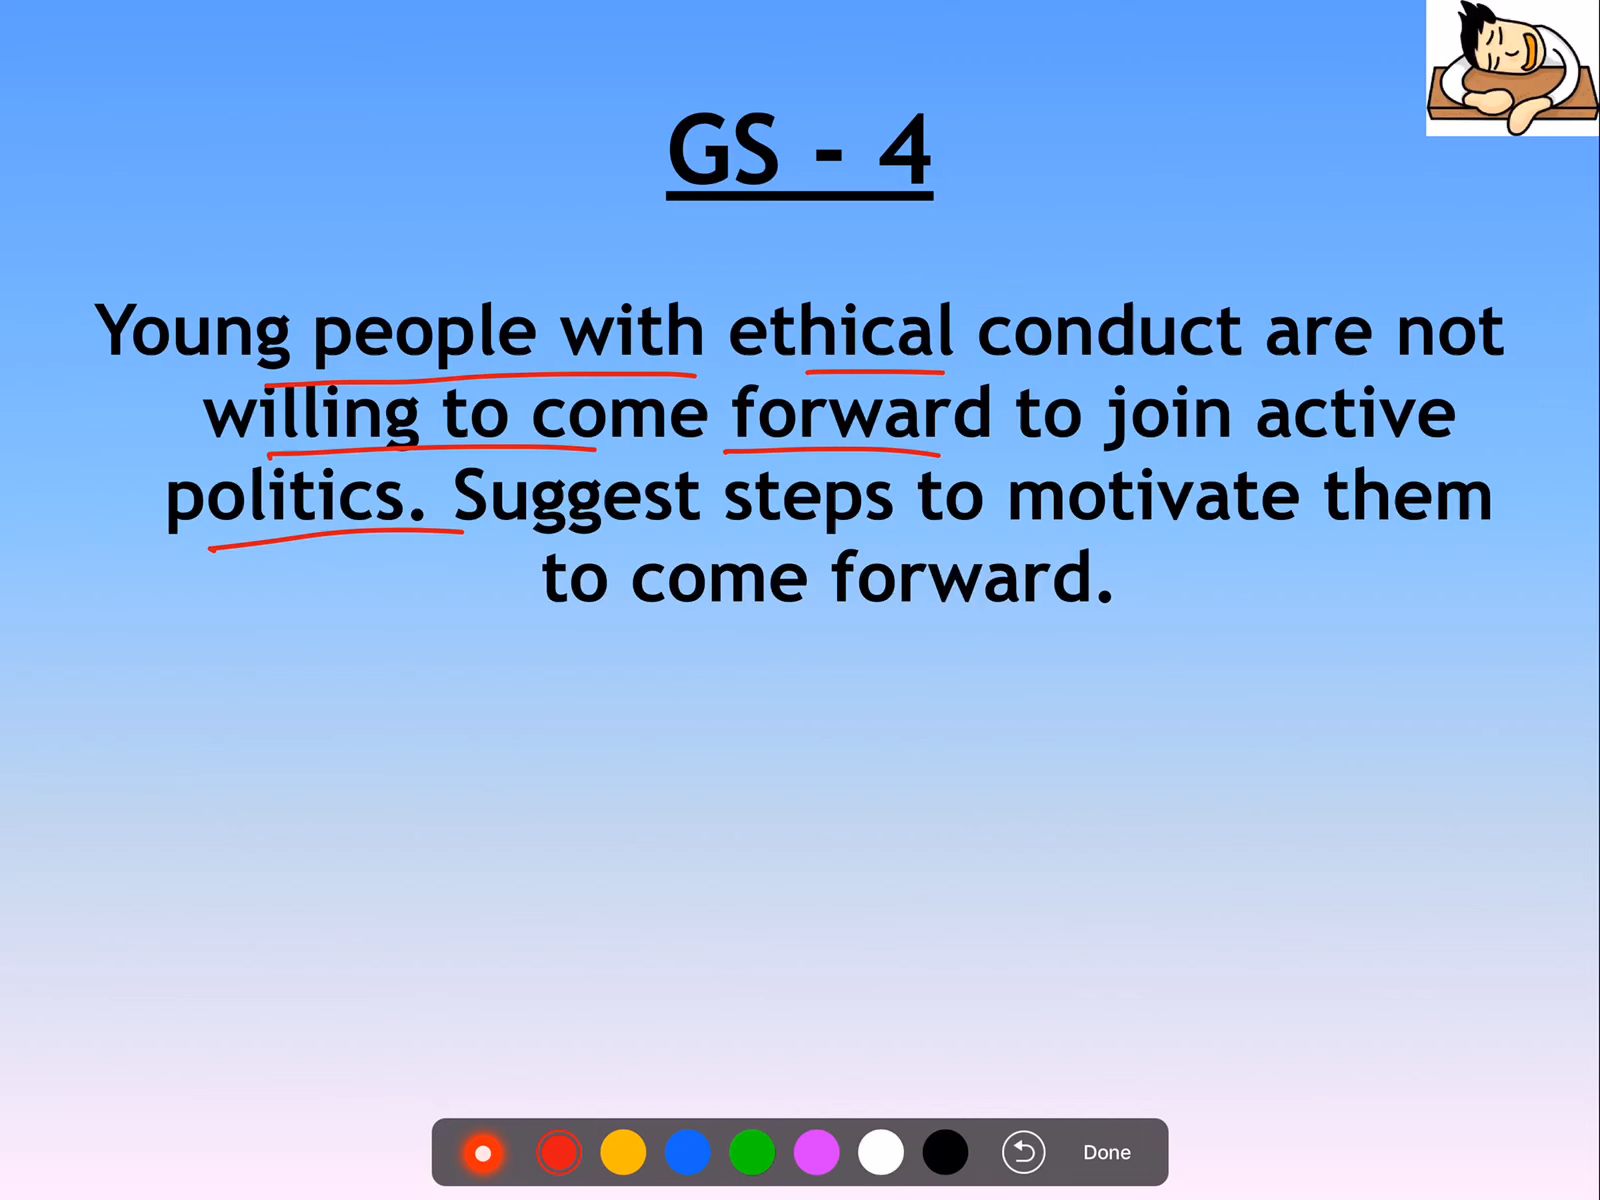 GS - 4
Young people with ethical conduct are not
willing to come forward to join active
politics. Suggest steps to motivate them
to come forward.
Done